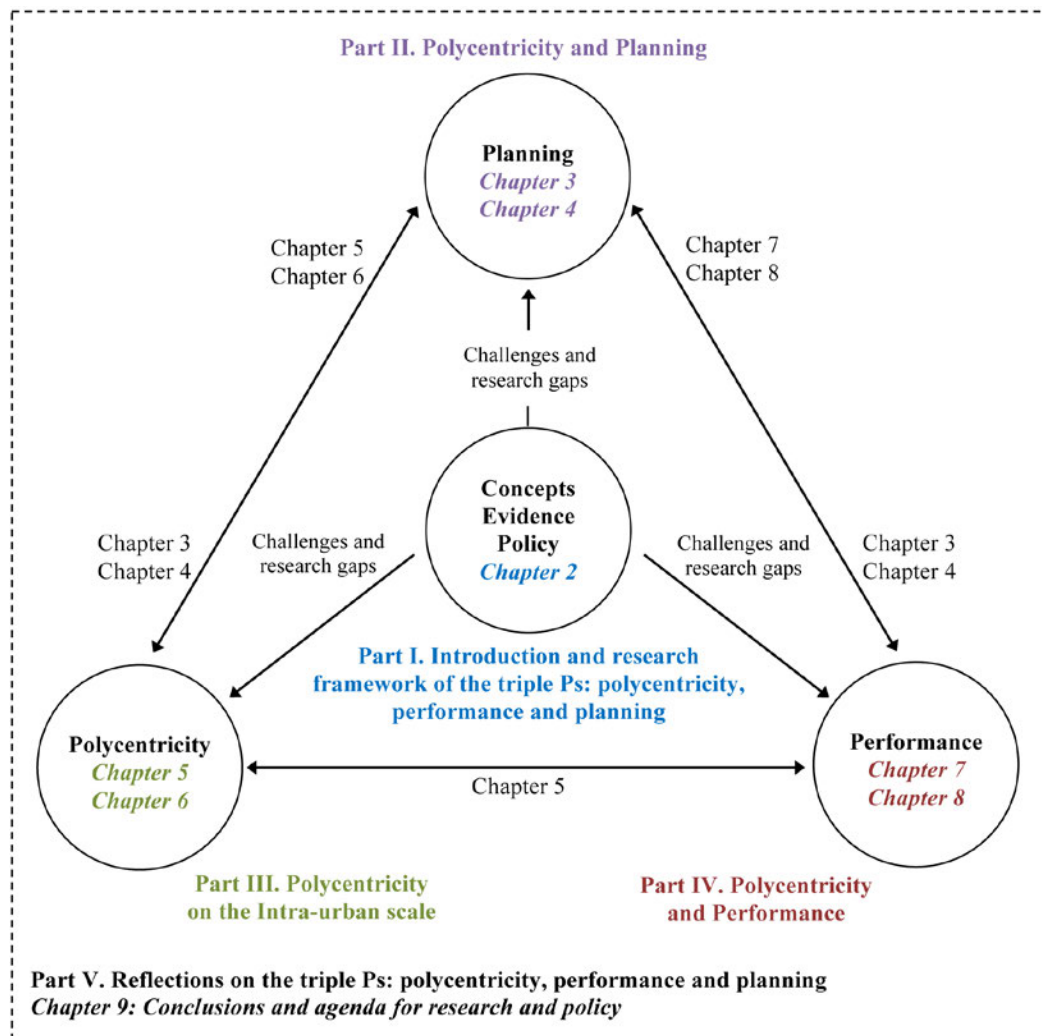 Part II. Polycentricity and Planning
Planning
Chapter 3
Chapter 4
Chapter 5
Chapter 6
Chapter 7
Chapter 8
Challenges and
research gaps
Concepts
Evidence
Policy
Chapter 2
Chapter 3
Chapter 4
Challenges and
research gaps
Challenges and
research gaps
Chapter 3
Chapter 4
Part I. Introduction and research
framework of the triple Ps: polycentricity,
performance and planning
Polycentricity
Chapter 5
Chapter 6
Chapter 5
Performance
Chapter 7
Chapter 8
Part III. Polycentricity
on the Intra-urban scale
Part IV. Polycentricity
and Performance
Part V. Reflections on the triple Ps: polycentricity, performance and planning
Chapter 9: Conclusions and agenda for research and policy